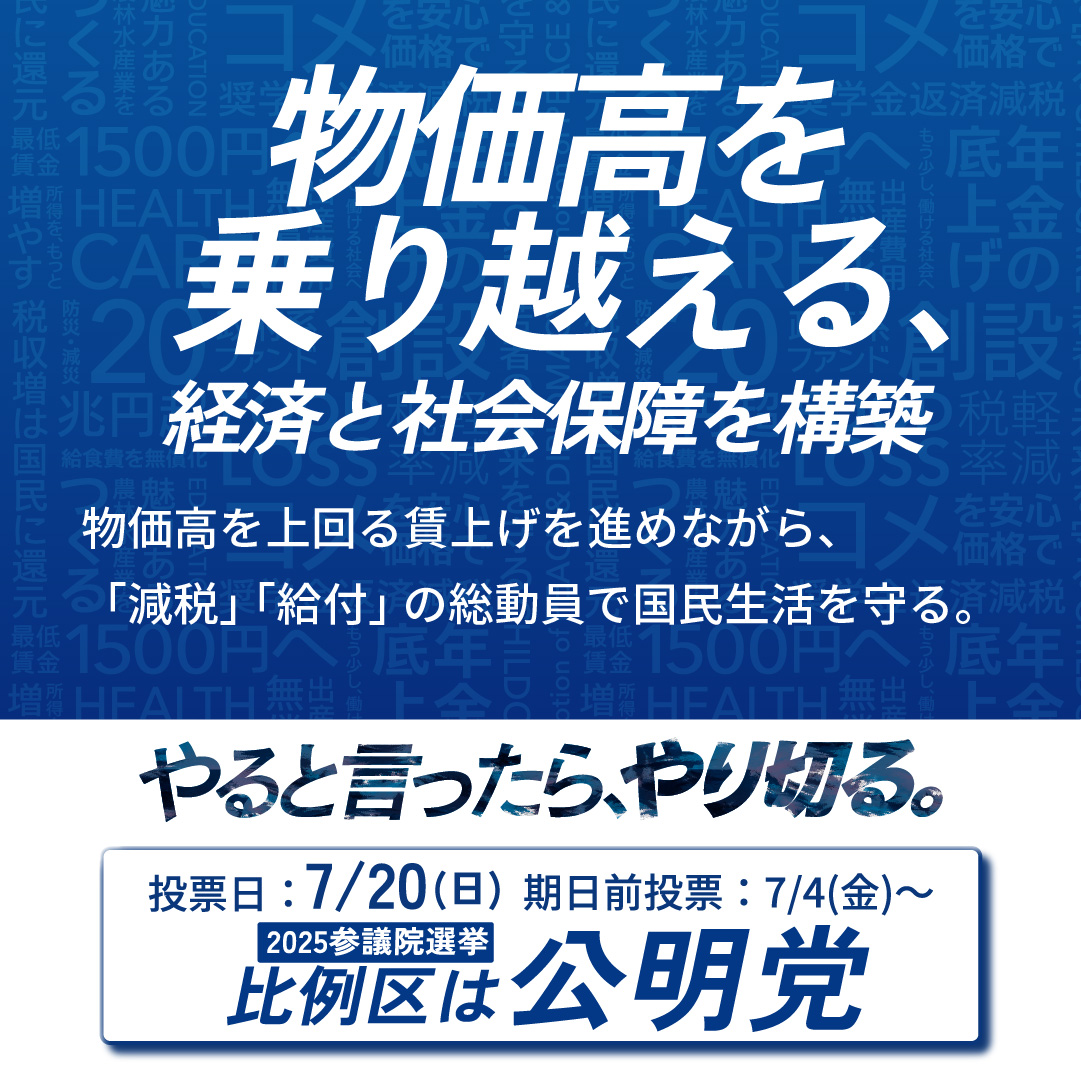 物価高を
乗り越える、
経済と社会保障を構築
物価高を上回る賃上げを進めながら、
「減税」「給付」の総動員で国民生活を守る。
やると言ったら、やり切る。
投票日：7/20（日） 期日前投票：7/4(金)～
2025参議院選挙
比例区は 公明党